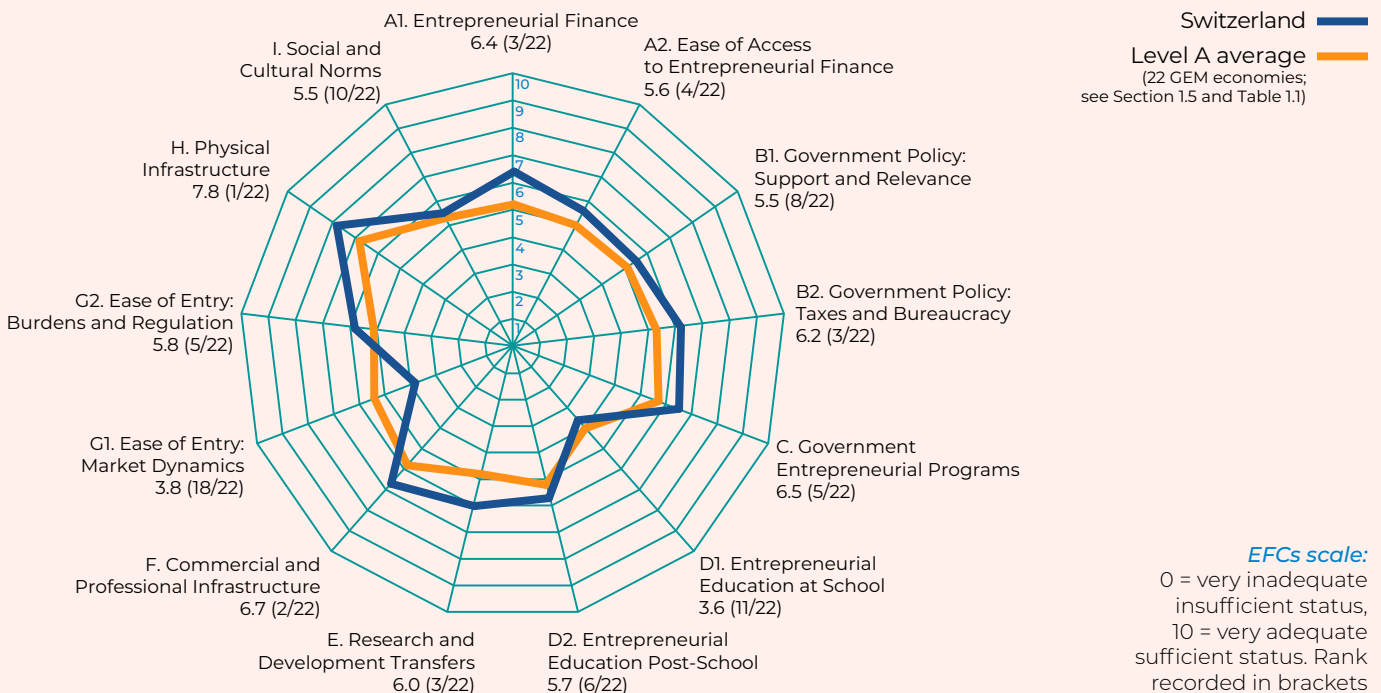 A1. Entrepreneurial Finance
6.4 (3/22)
A2. Ease of Access
to Entrepreneurial Finance
5.6 (4/22)
B1. Government Policy:
Support and Relevance
5.5 (8/22)
B2. Government Policy:
Taxes and Bureaucracy
6.2 (3/22)
C. Government
Entrepreneurial Programs
6.5 (5/22)
D1. Entrepreneurial
Education at School
3.6 (11/22)
D2. Entrepreneurial
Education Post-School
5.7 (6/22)
E. Research and
Development Transfers
6.0 (3/22)
F. Commercial and
Professional Infrastructure
6.7 (2/22)
G1. Ease of Entry:
Market Dynamics
3.8 (18/22)
G2. Ease of Entry:
Burdens and Regulation
5.8 (5/22)
H. Physical
Infrastructure
7.8 (1/22)
I. Social and
Cultural Norms
5.5 (10/22)
10
9
8
7
6
5
4
3
2
1
Switzerland
Level A average
(22 GEM economies;
see Section 1.5 and Table 1.1)
EFCs scale:
0 = very inadequate
insufficient status,
10 = very adequate
sufficient status. Rank
recorded in brackets